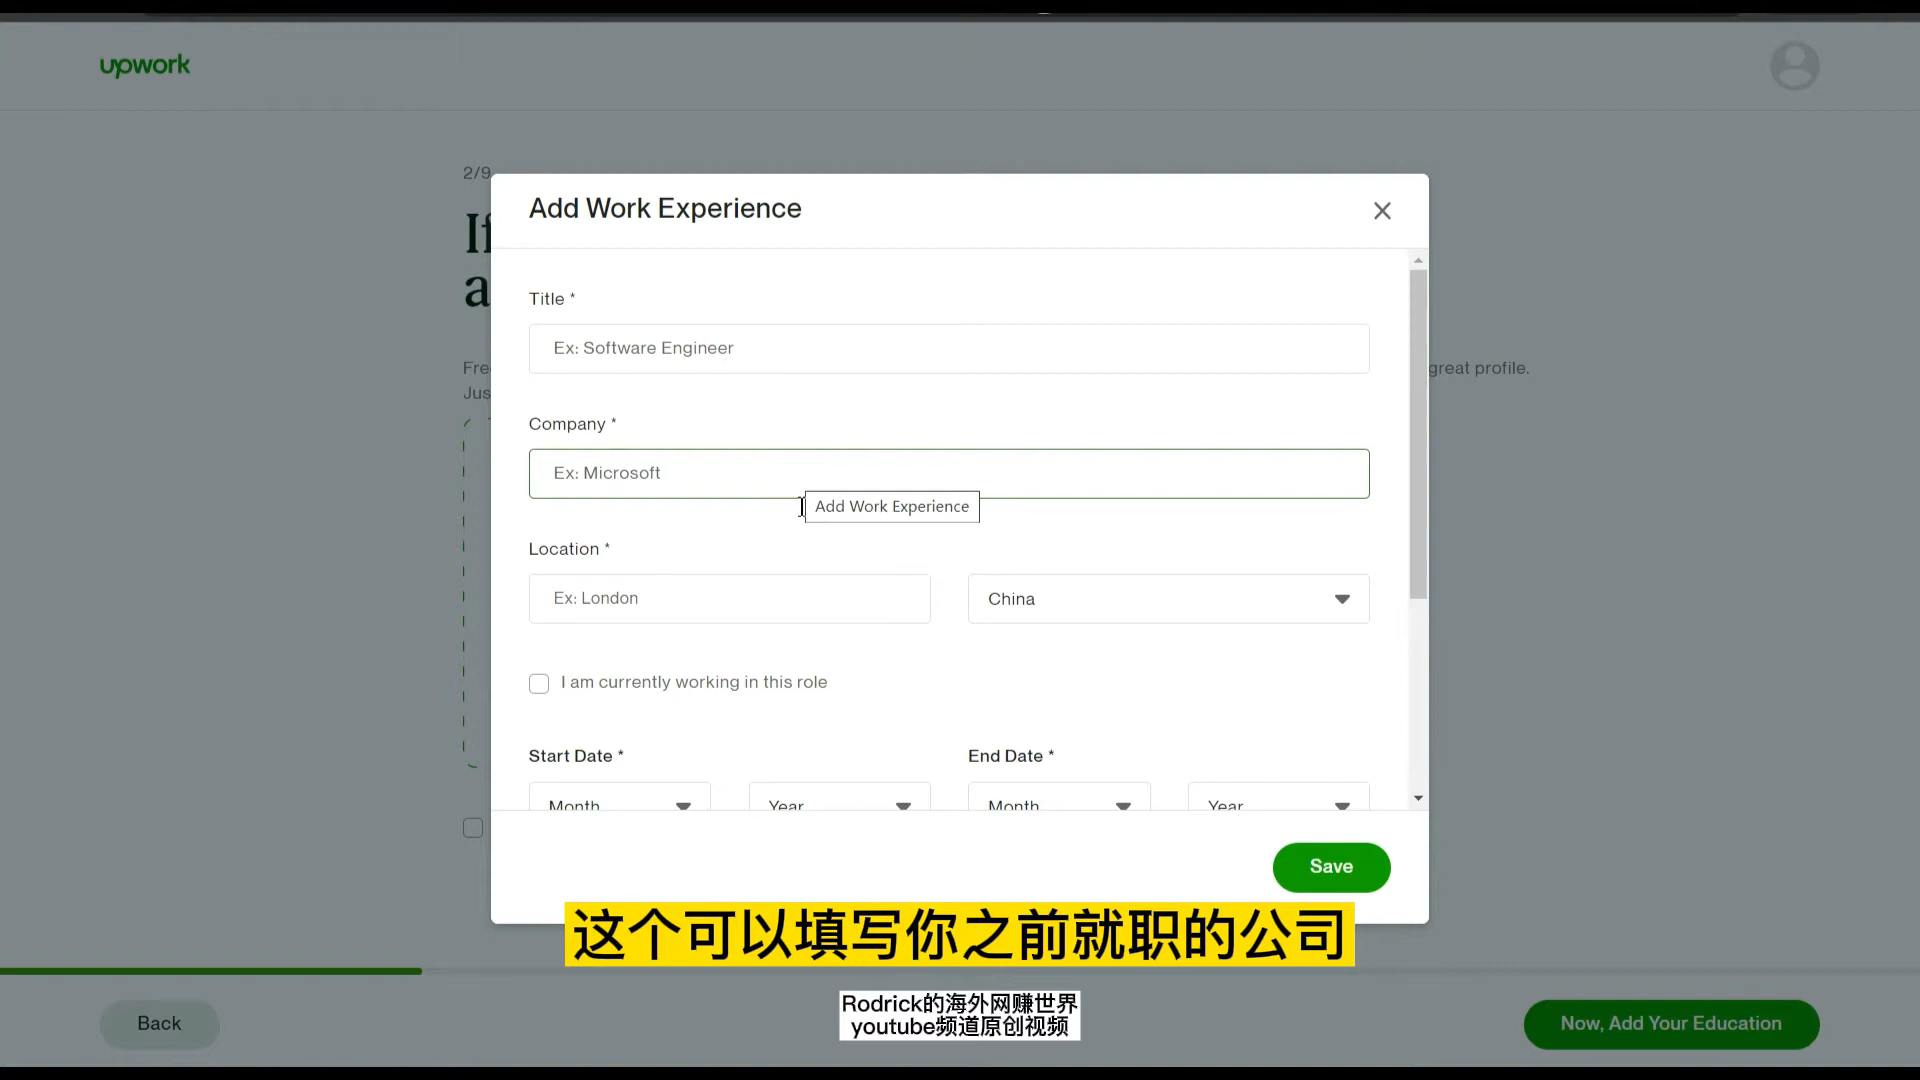 upwork
2/9
If
a
Add Work Experience
Title *
Ex: Software Engineer
Fre
great profile.
Jus
Company *
Ex: Microsoft
Add Work Experience
Location *
Ex: London
China
I am currently working in this role
Start Date *
End Date *
Month
Year
Month
Year
Save
这个可以填写你之前就职的公司
Back
Rodrick的海外网赚世界
youtube频道原创视频
Now, Add Your Education